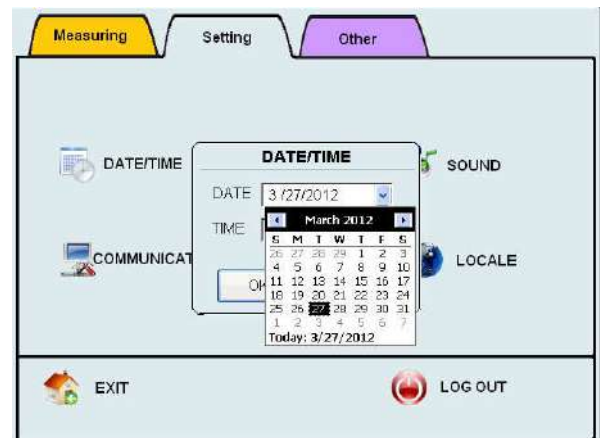 Measuring
Setting
Other
DATE/TIME
DATE/TIME
SOUND
DATE 3 /27/2012
TIME
March 2012
S M T W T F S
26 27 28 29 1 2 3
4 5 6 7 8 9 10
11 12 13 14 15 16 17
18 19 20 21 22 23 24
25 26 27 28 29 30 31
1 2 3 4 5 6 7
Today: 3/27/2012
COMMUNICAT
LOCALE
OK
EXIT
LOG OUT